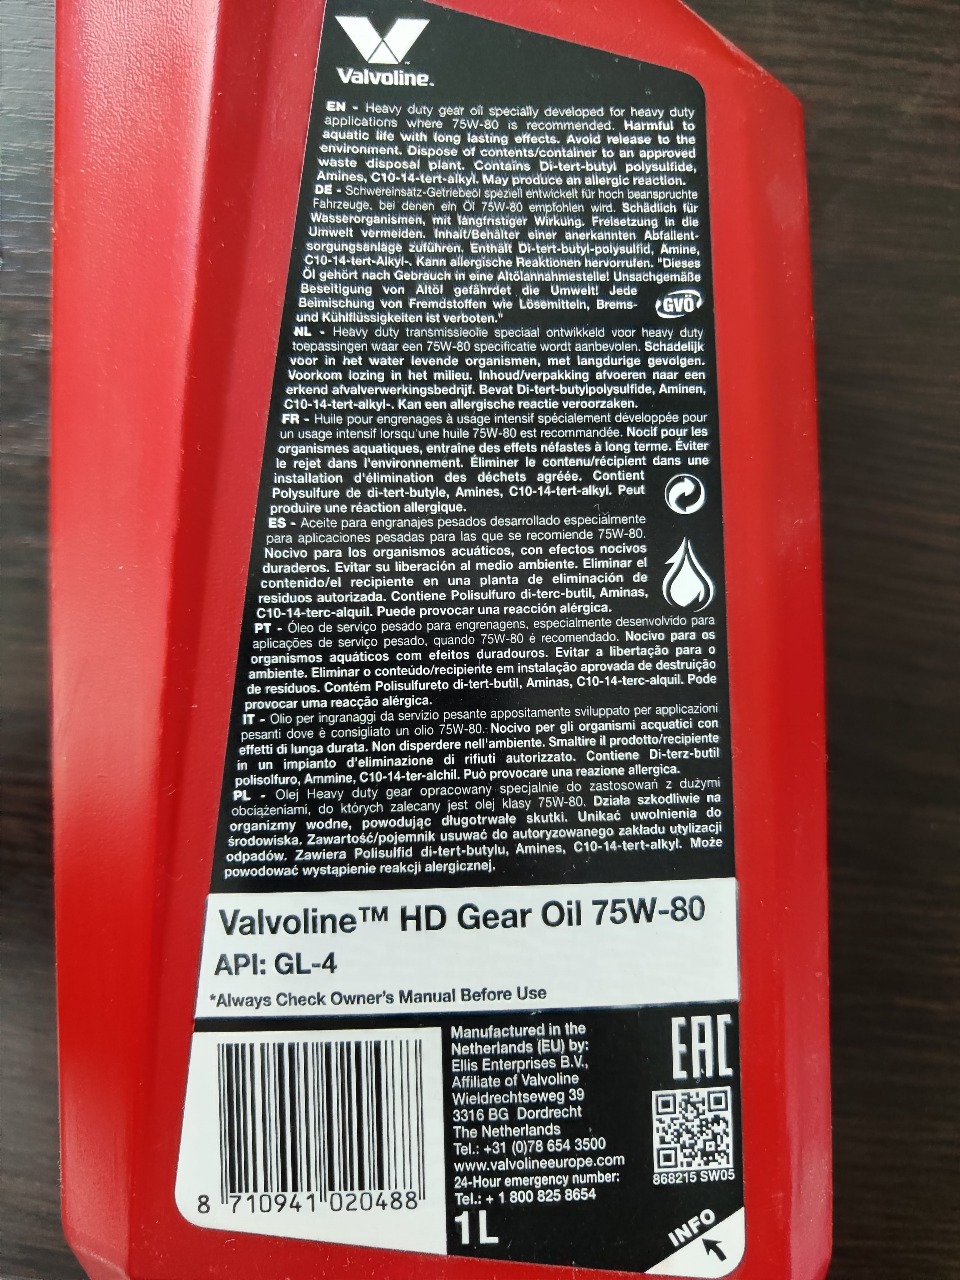 Valvoline™
EN - Heavy duty gear oil specially developed for heavy duty
applications where 75W-80 is recommended. Harmful to
aquatic life with long lasting effects. Avoid release to the
environment. Dispose of contents/container to an approved
waste disposal plant. Contains Di-tert-butyl polysulfide,
Amines, C10-14-tert-alkyl. May produce an allergic reaction.
DE - Schwereinsatz-Getriebeöl speziell entwickelt für hoch beanspruchte
Fahrzeuge, bei denen ein Öl 75W-80 empfohlen wird. Schädlich für
Wasserorganismen, mit langfristiger Wirkung. Freisetzung in die
Umwelt vermeiden. Inhalt/Behälter einer anerkannten Abfallent-
sorgungsanlage zuführen. Enthält Di-tert-butyl-polysulfid, Amine,
C10-14-tert-Alkyl-. Kann allergische Reaktionen hervorrufen. "Dieses
Öl gehört nach Gebrauch in eine Altölannahmestelle! Unsachgemäße
Beseitigung von Altöl gefährdet die Umwelt! Jede
Beimischung von Fremdstoffen wie Lösemitteln, Brems-
und Kühlflüssigkeiten ist verboten."
GVÖ
NL - Heavy duty transmissieolie speciaal ontwikkeld voor heavy duty
toepassingen waar een 75W-80 specificatie wordt aanbevolen. Schadelijk
voor in het water levende organismen, met langdurige gevolgen.
Voorkom lozing in het milieu. Inhoud/verpakking afvoeren naar een
erkend afvalverwerkingsbedrijf. Bevat Di-tert-butylpolysulfide, Aminen,
C10-14-tert-alkyl-. Kan een allergische reactie veroorzaken.
FR - Huile pour engrenages à usage intensif spécialement développée pour
un usage intensif lorsqu'une huile 75W-80 est recommandée. Nocif pour les
organismes aquatiques, entraîne des effets néfastes à long terme. Éviter
le rejet dans l'environnement. Éliminer le contenu/récipient dans une
installation d'élimination des déchets agréée. Contient
Polysulfure de di-tert-butyle, Amines, C10-14-tert-alkyl. Peut
produire une réaction allergique.
ES - Aceite para engranajes pesados desarrollado especialmente
para aplicaciones pesadas para las que se recomiende 75W-80.
Nocivo para los organismos acuáticos, con efectos nocivos
duraderos. Evitar su liberación al medio ambiente. Eliminar el
contenido/el recipiente en una planta de eliminación de
residuos autorizada. Contiene Polisulfuro di-terc-butil, Aminas,
C10-14-terc-alquil. Puede provocar una reacción alérgica.
PT - Óleo de serviço pesado para engrenagens, especialmente desenvolvido para
aplicações de serviço pesado, quando 75W-80 é recomendado. Nocivo para os
organismos aquáticos com efeitos duradouros. Evitar a libertação para o
ambiente. Eliminar o conteúdo/recipiente em instalação aprovada de destruição
de resíduos. Contém Polisulfureto di-tert-butil, Aminas, C10-14-terc-alquil. Pode
provocar uma reacção alérgica.
IT - Olio per ingranaggi da servizio pesante appositamente sviluppato per applicazioni
pesanti dove è consigliato un olio 75W-80. Nocivo per gli organismi acquatici con
effetti di lunga durata. Non disperdere nell'ambiente. Smaltire il prodotto/recipiente
in un impianto d'eliminazione di rifiuti autorizzato. Contiene Di-terz-butil
polisolfuro, Ammine, C10-14-ter-alchil. Può provocare una reazione allergica.
PL - Olej Heavy duty gear opracowany specjalnie do zastosowań z dużymi
obciążeniami, do których zalecany jest olej klasy 75W-80. Działa szkodliwie na
organizmy wodne, powodując długotrwałe skutki. Unikać uwolnienia do
środowiska. Zawartość/pojemnik usuwać do autoryzowanego zakładu utylizacji
odpadów. Zawiera Polisulfid di-tert-butylu, Amines, C10-14-tert-alkyl. Może
powodować wystąpienie reakcji alergicznej.
Valvoline™ HD Gear Oil 75W-80
API: GL-4
*Always Check Owner's Manual Before Use
8 710941 020488
Manufactured in the
Netherlands (EU) by:
Ellis Enterprises B.V.,
Affiliate of Valvoline
Wieldrechtseweg 39
3316 BG Dordrecht
The Netherlands
Tel.: +31 (0)78 654 3500
www.valvolineeurope.com
24-Hour emergency number:
Tel.: + 1 800 825 8654
1L
EAC
868215 SW05
INFO